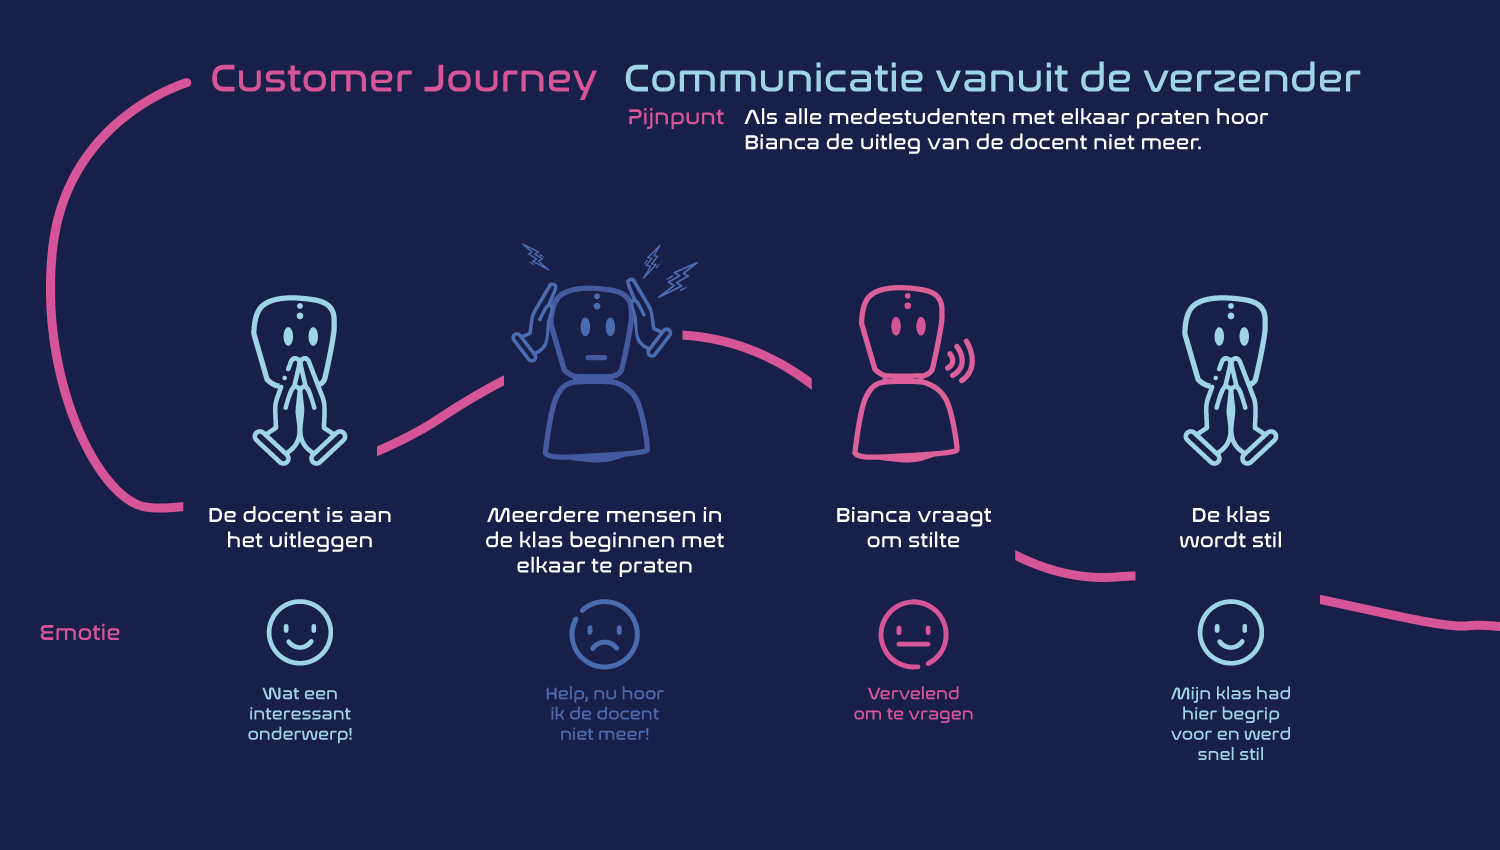 Customer Journey Communicatie vanuit de verzender
Pijnpunt Als alle medestudenten met elkaar praten hoor
Bianca de uitleg van de docent niet meer.
De docent is aan
het uitleggen
Meerdere mensen in
de klas beginnen met
elkaar te praten
Bianca vraagt
om stilte
De klas
wordt stil
Emotie
Wat een
interessant
onderwerp!
Help, nu hoor
ik de docent
niet meer!
Vervelend
om te vragen
Mijn klas had
hier begrip
voor en werd
snel stil